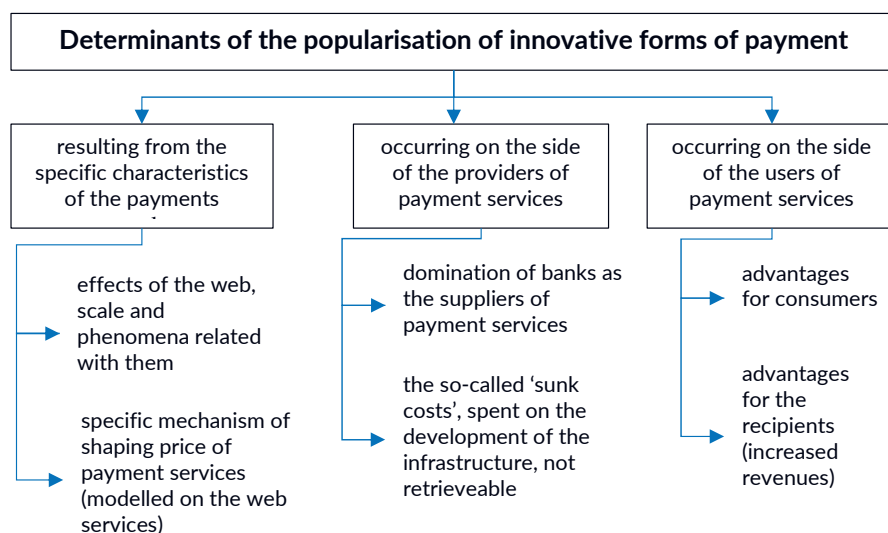 Determinants of the popularisation of innovative forms of payment
resulting from the
specific characteristics
of the payments
occurring on the side
of the providers of
payment services
occurring on the side
of the users of
payment services
effects of the web,
scale and
phenomena related
with them
specific mechanism of
shaping price of
payment services
(modelled on the web
services)
domination of banks as
the suppliers of
payment services
the so-called ‘sunk
costs’, spent on the
development of the
infrastructure, not
retrieveable
advantages
for consumers
advantages
for the
recipients
(increased
revenues)